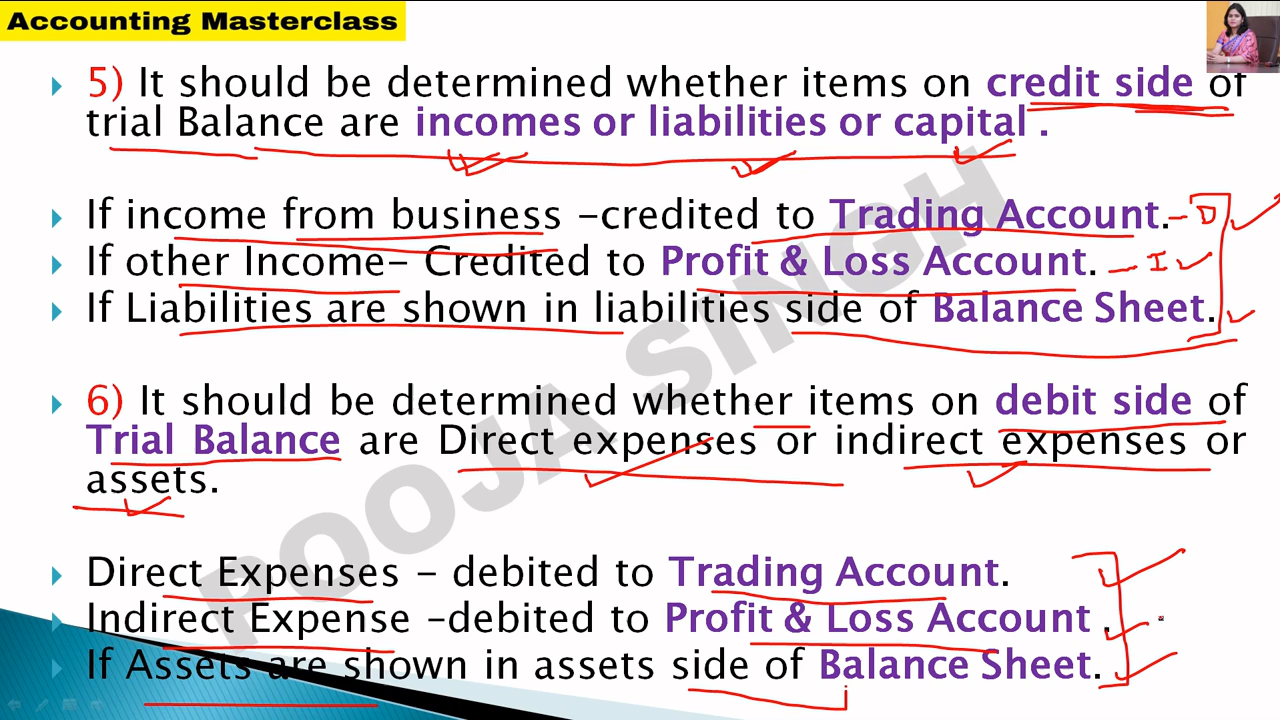 Accounting Masterclass
5) It should be determined whether items on credit side of
trial Balance are incomes or liabilities or capital .
If income from business -credited to Trading Account. - D
If other Income- Credited to Profit & Loss Account. - I
If Liabilities are shown in liabilities side of Balance Sheet.
6) It should be determined whether items on debit side of
Trial Balance are Direct expenses or indirect expenses or
assets.
Direct Expenses - debited to Trading Account.
Indirect Expense -debited to Profit & Loss Account .
If Assets are shown in assets side of Balance Sheet.
POOJA SINGH